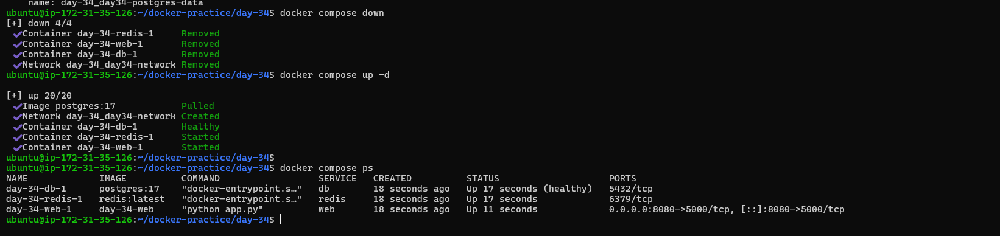 name: day-34_day34-postgres-data
ubuntu@ip-172-31-35-126:~/docker-practice/day-34$ docker compose down
[+] down 4/4
✔Container day-34-redis-1 Removed
✔Container day-34-web-1 Removed
✔Container day-34-db-1 Removed
✔Network day-34_day34-network Removed
ubuntu@ip-172-31-35-126:~/docker-practice/day-34$ docker compose up -d
[+] up 20/20
✔Image postgres:17 Pulled
✔Network day-34_day34-network Created
✔Container day-34-db-1 Healthy
✔Container day-34-redis-1 Started
✔Container day-34-web-1 Started
ubuntu@ip-172-31-35-126:~/docker-practice/day-34$
ubuntu@ip-172-31-35-126:~/docker-practice/day-34$ docker compose ps
NAME IMAGE COMMAND SERVICE CREATED STATUS PORTS
day-34-db-1 postgres:17 "docker-entrypoint.s…" db 18 seconds ago Up 17 seconds (healthy) 5432/tcp
day-34-redis-1 redis:latest "docker-entrypoint.s…" redis 18 seconds ago Up 17 seconds 6379/tcp
day-34-web-1 day-34-web "python app.py" web 18 seconds ago Up 11 seconds 0.0.0.0:8080->5000/tcp, [::]:8080->5000/tcp
ubuntu@ip-172-31-35-126:~/docker-practice/day-34$